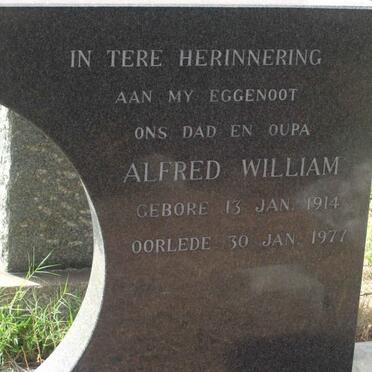 IN TERE HERINNERING
AAN MY EGGENOOT
ONS DAD EN OUPA
ALFRED WILLIAM
GEBORE 13 JAN. 1914
OORLEDE 30 JAN. 1977